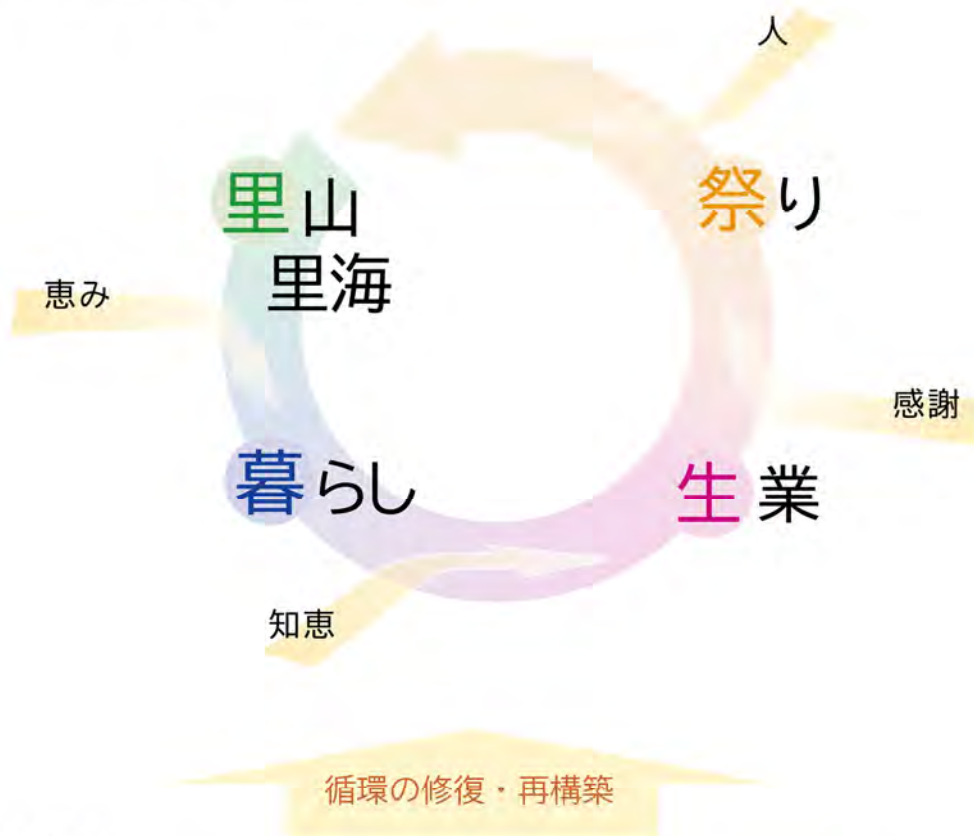 人
里山
里海
祭り
恵み
感謝
暮らし
生業
知恵
循環の修復・再構築